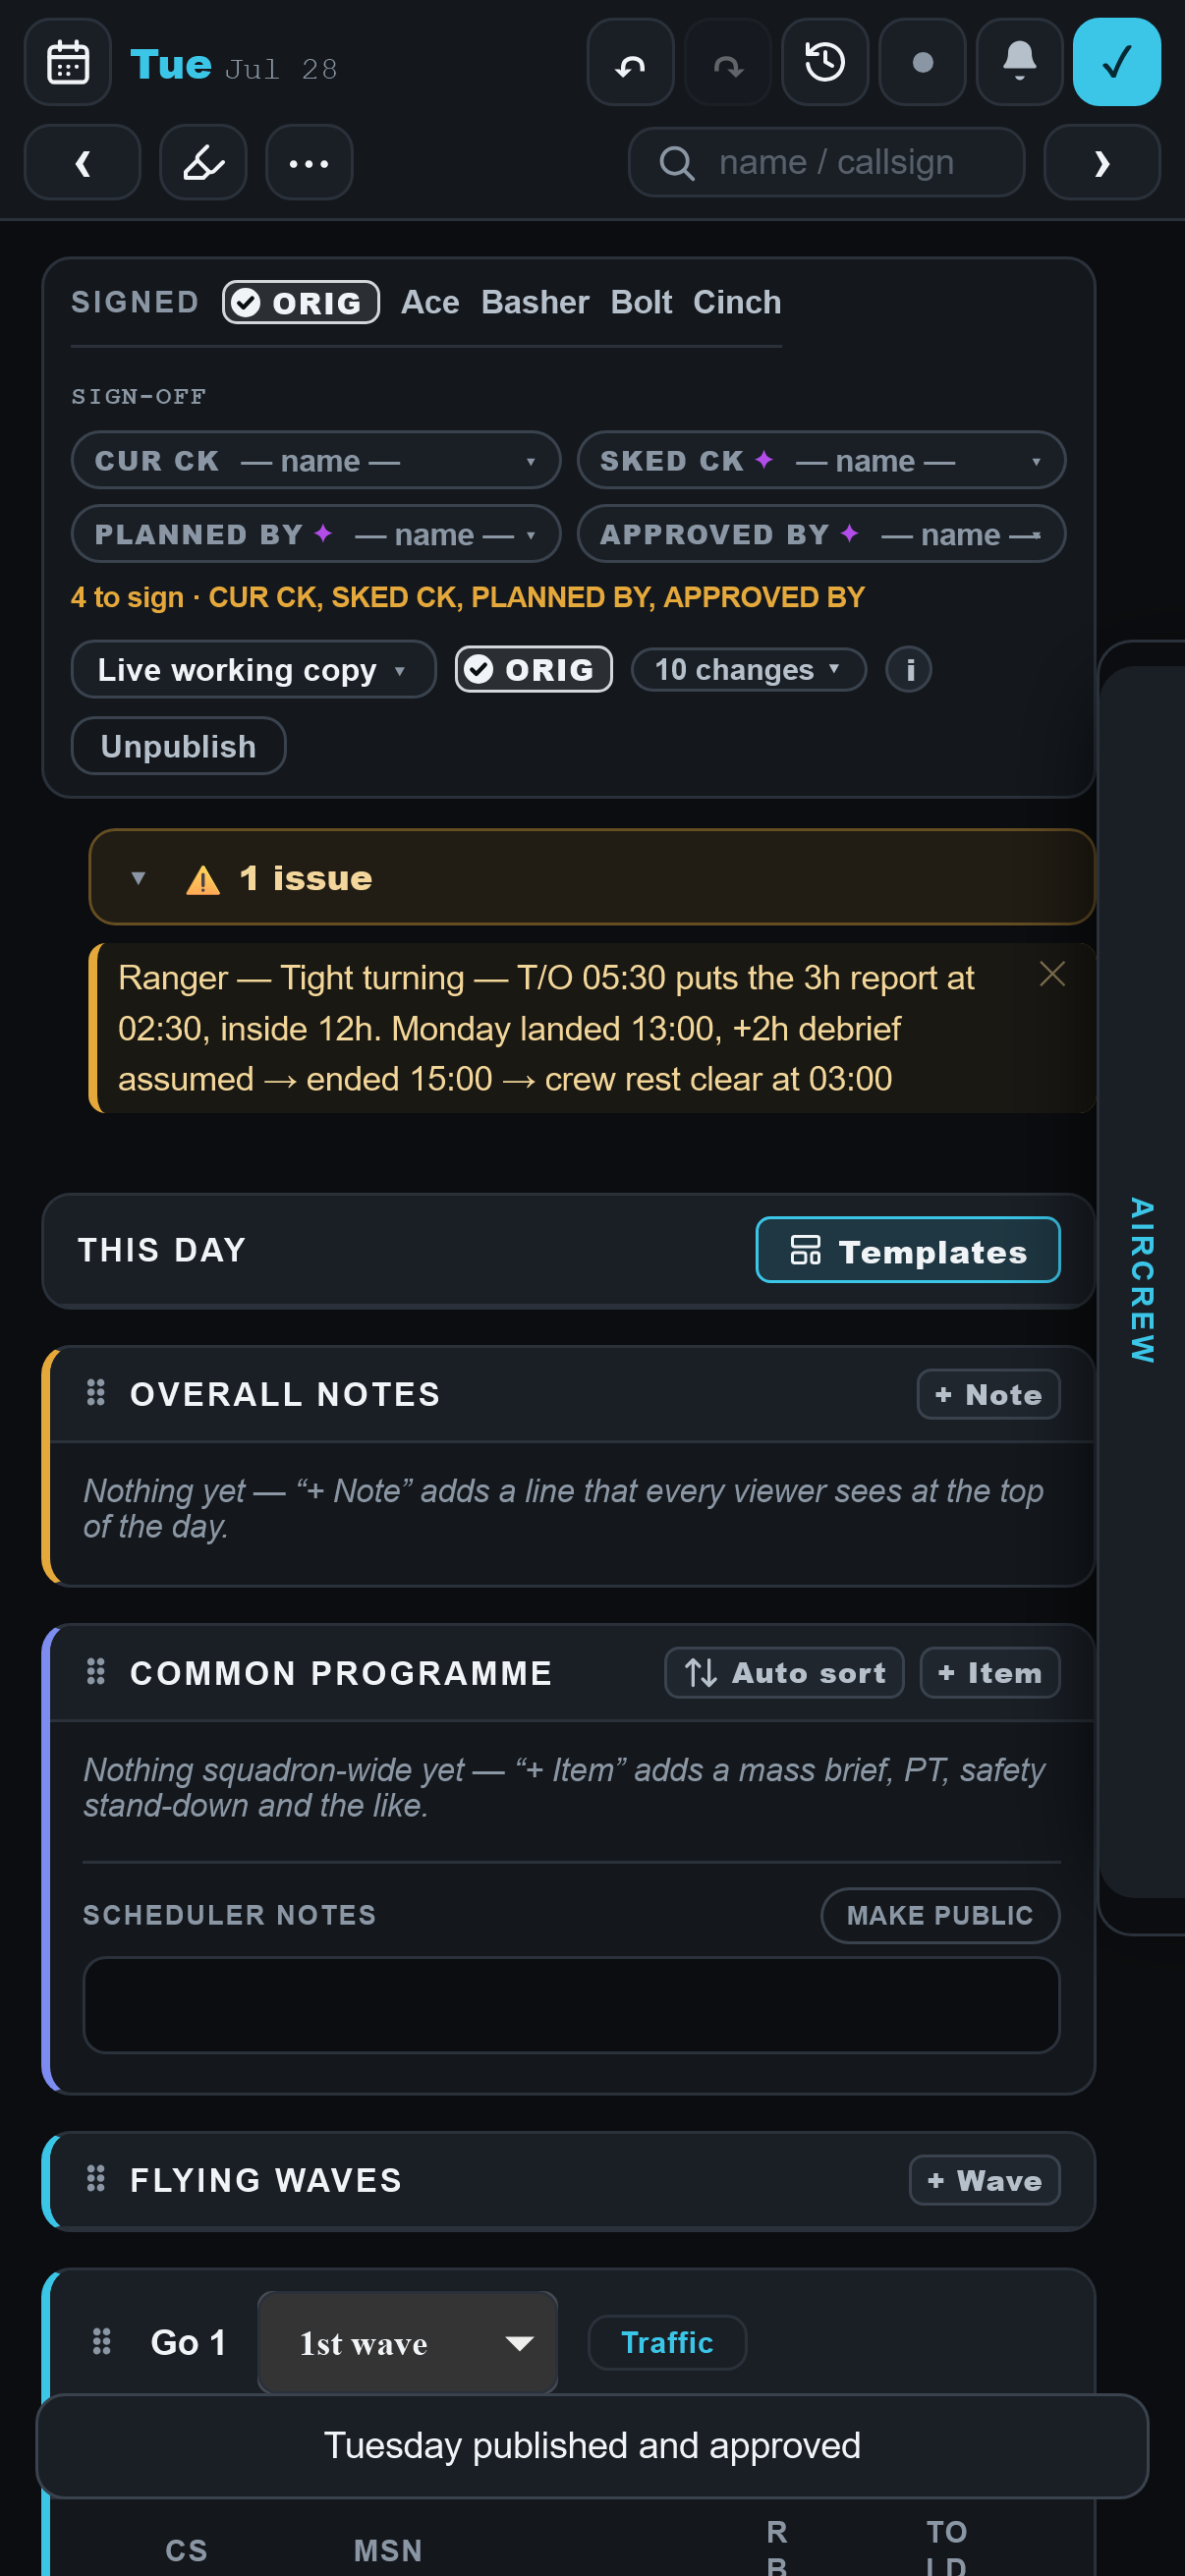 Tue Jul 28
name / callsign
SIGNED ORIG Ace Basher Bolt Cinch
SIGN-OFF
CUR CK — name —
SKED CK — name —
PLANNED BY — name —
APPROVED BY — name —
4 to sign · CUR CK, SKED CK, PLANNED BY, APPROVED BY
Live working copy ORIG 10 changes i
Unpublish
1 issue
Ranger — Tight turning — T/O 05:30 puts the 3h report at
02:30, inside 12h. Monday landed 13:00, +2h debrief
assumed → ended 15:00 → crew rest clear at 03:00
AIRCREW
THIS DAY Templates
OVERALL NOTES + Note
Nothing yet — “+ Note” adds a line that every viewer sees at the top
of the day.
COMMON PROGRAMME Auto sort + Item
Nothing squadron-wide yet — “+ Item” adds a mass brief, PT, safety
stand-down and the like.
SCHEDULER NOTES MAKE PUBLIC
FLYING WAVES + Wave
Go 1 1st wave Traffic
Tuesday published and approved
CS MSN R TO
B LD